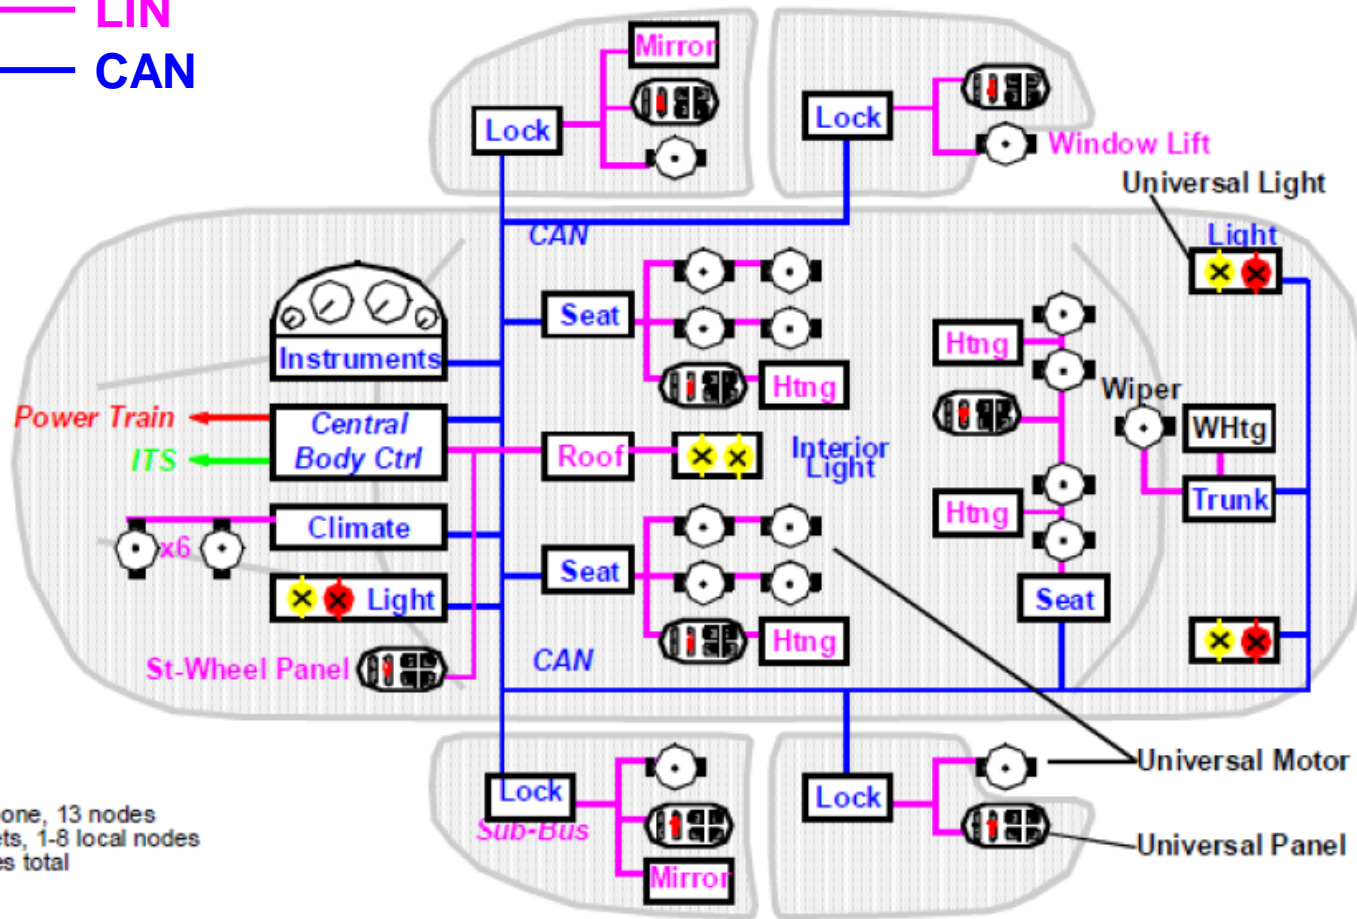 LIN
CAN
Mirror
Lock
Lock
Window Lift
Universal Light
CAN
Light
Seat
Instruments
Htng
Htng
Wiper
Power Train
Central
Body Ctrl
ITS
Roof
Interior
Light
WHtg
Trunk
Climate
x6
Htng
Seat
Seat
Light
Htng
St-Wheel Panel
CAN
Lock
Lock
Universal Motor
Sub-Bus
one, 13 nodes
ets, 1-8 local nodes
es total
Universal Panel
Mirror